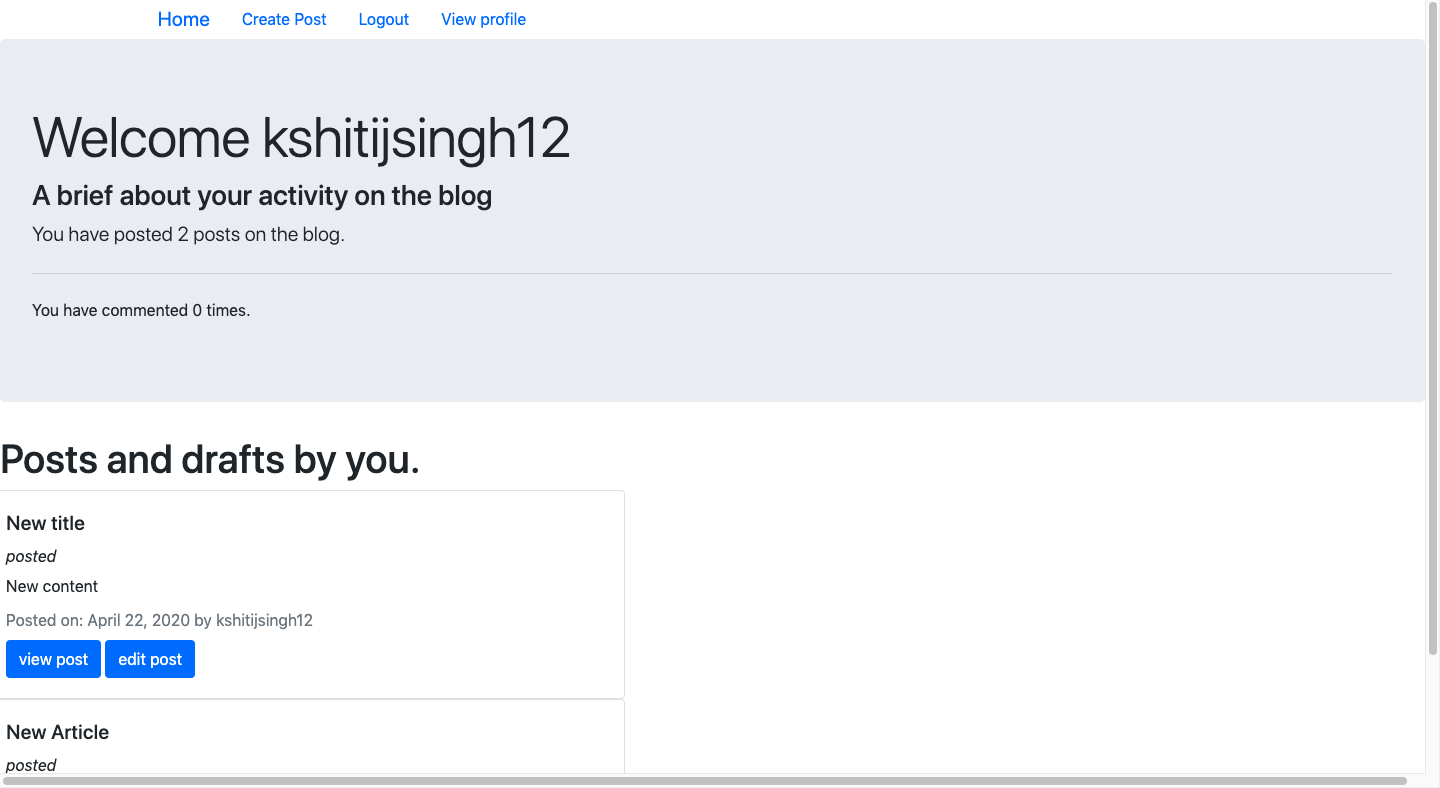 Home Create Post Logout View profile
Welcome kshitijsingh12
A brief about your activity on the blog
You have posted 2 posts on the blog.
You have commented 0 times.
Posts and drafts by you.
New title
posted
New content
Posted on: April 22, 2020 by kshitijsingh12
view post edit post
New Article
posted